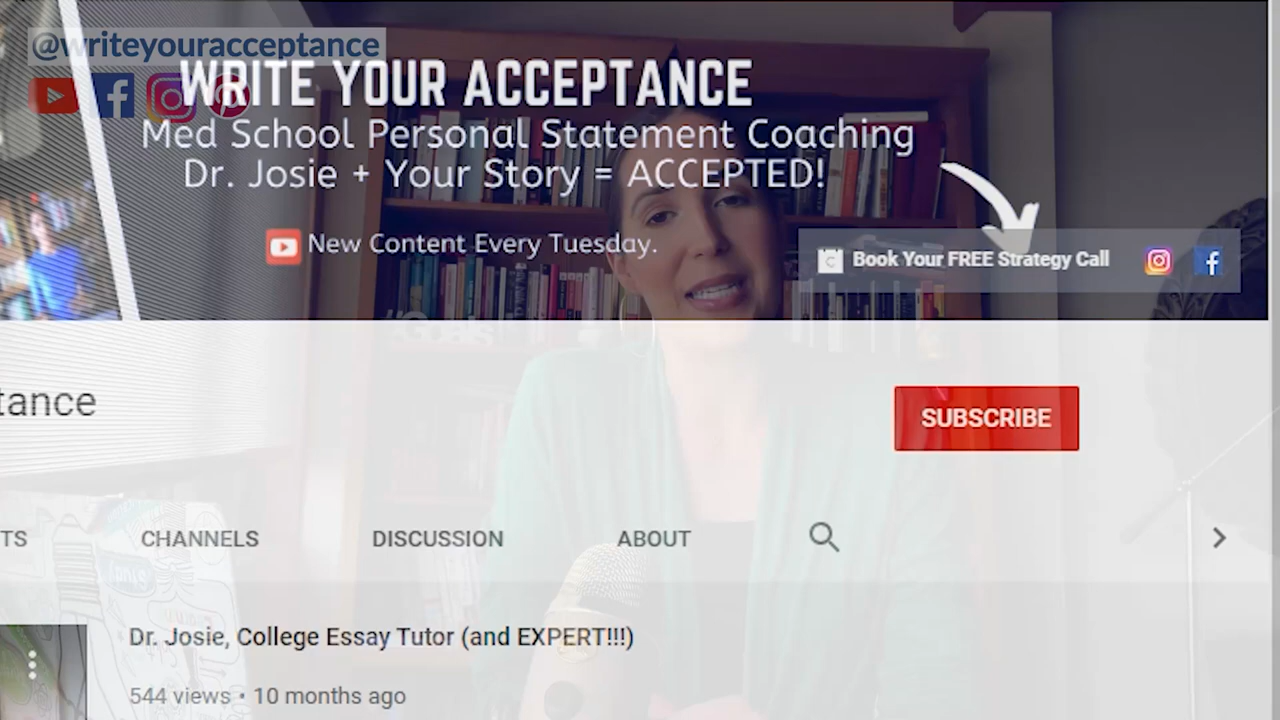 @writeyouracceptance
WRITE YOUR ACCEPTANCE
Med School Personal Statement Coaching
Dr. Josie + Your Story = ACCEPTED!
New Content Every Tuesday.
Book Your FREE Strategy Call
#Goals
tance
SUBSCRIBE
TS CHANNELS DISCUSSION ABOUT
Dr. Josie, College Essay Tutor (and EXPERT!!!)
544 views • 10 months ago